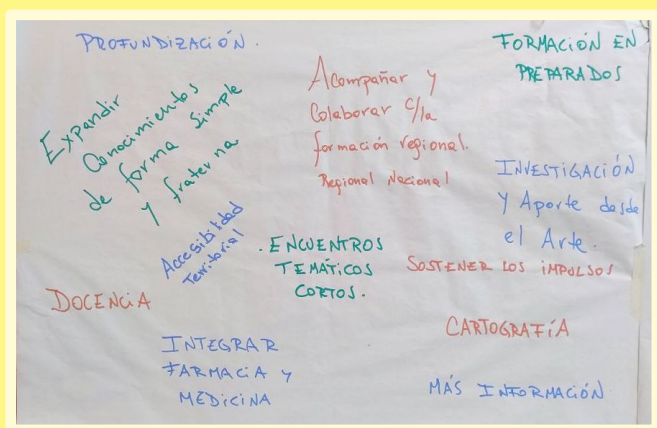 PROFUNDIZACIÓN.
FORMACIÓN EN
PREPARADOS
Expandir
Conocimientos
de forma simple
y fraterna
Acompañar y
Colaborar c/la
formación regional.
Regional Nacional
INVESTIGACIÓN
y Aporte desde
el Arte.
Accesibilidad
Territorial
.ENCUENTROS
TEMÁTICOS
CORTOS.
SOSTENER LOS IMPULSOS
DOCENCIA
CARTOGRAFÍA
INTEGRAR
FARMACIA Y
MEDICINA
MÁS INFORMACIÓN